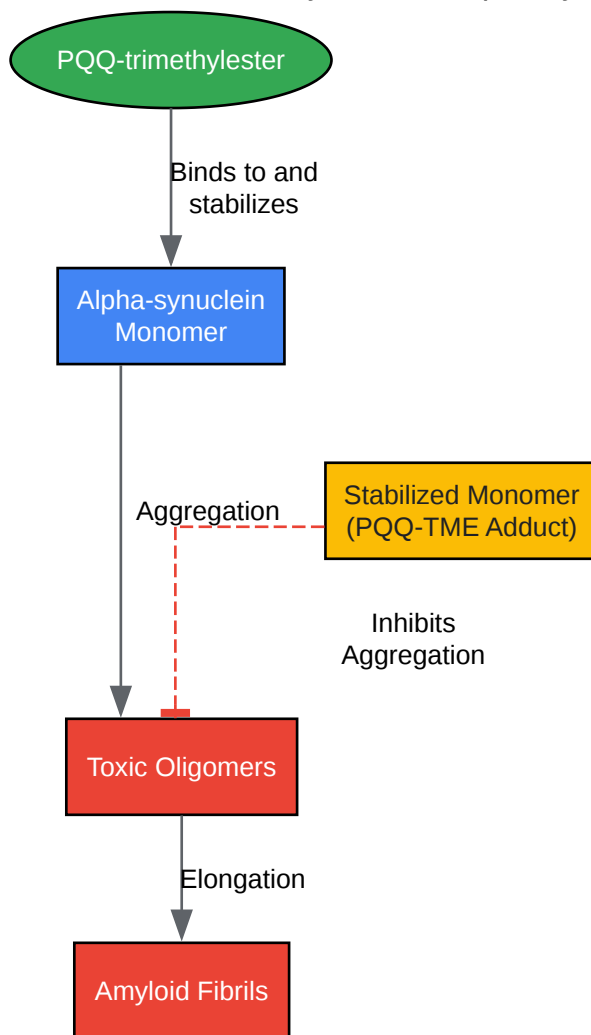 PQQ-trimethylester
Binds to and
stabilizes
Alpha-synuclein
Monomer
Aggregation
Stabilized Monomer
(PQQ-TME Adduct)
Inhibits
Aggregation
Toxic Oligomers
Elongation
Amyloid Fibrils